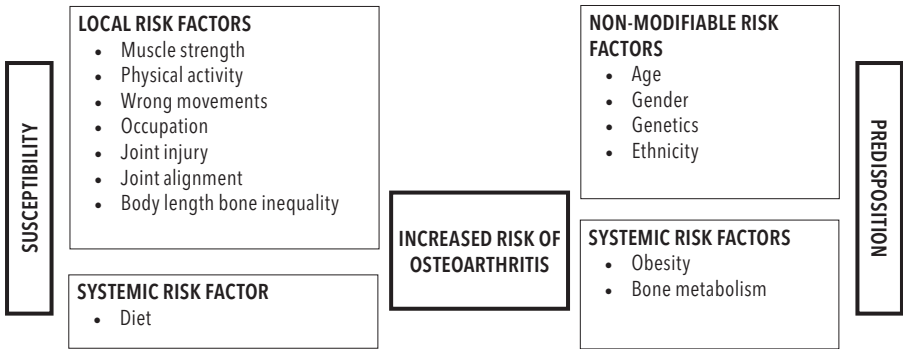 SUSCEPTIBILITY
LOCAL RISK FACTORS
• Muscle strength
• Physical activity
• Wrong movements
• Occupation
• Joint injury
• Joint alignment
• Body length bone inequality
SYSTEMIC RISK FACTOR
• Diet
INCREASED RISK OF
OSTEOARTHRITIS
NON-MODIFIABLE RISK
FACTORS
• Age
• Gender
• Genetics
• Ethnicity
SYSTEMIC RISK FACTORS
• Obesity
• Bone metabolism
PREDISPOSITION